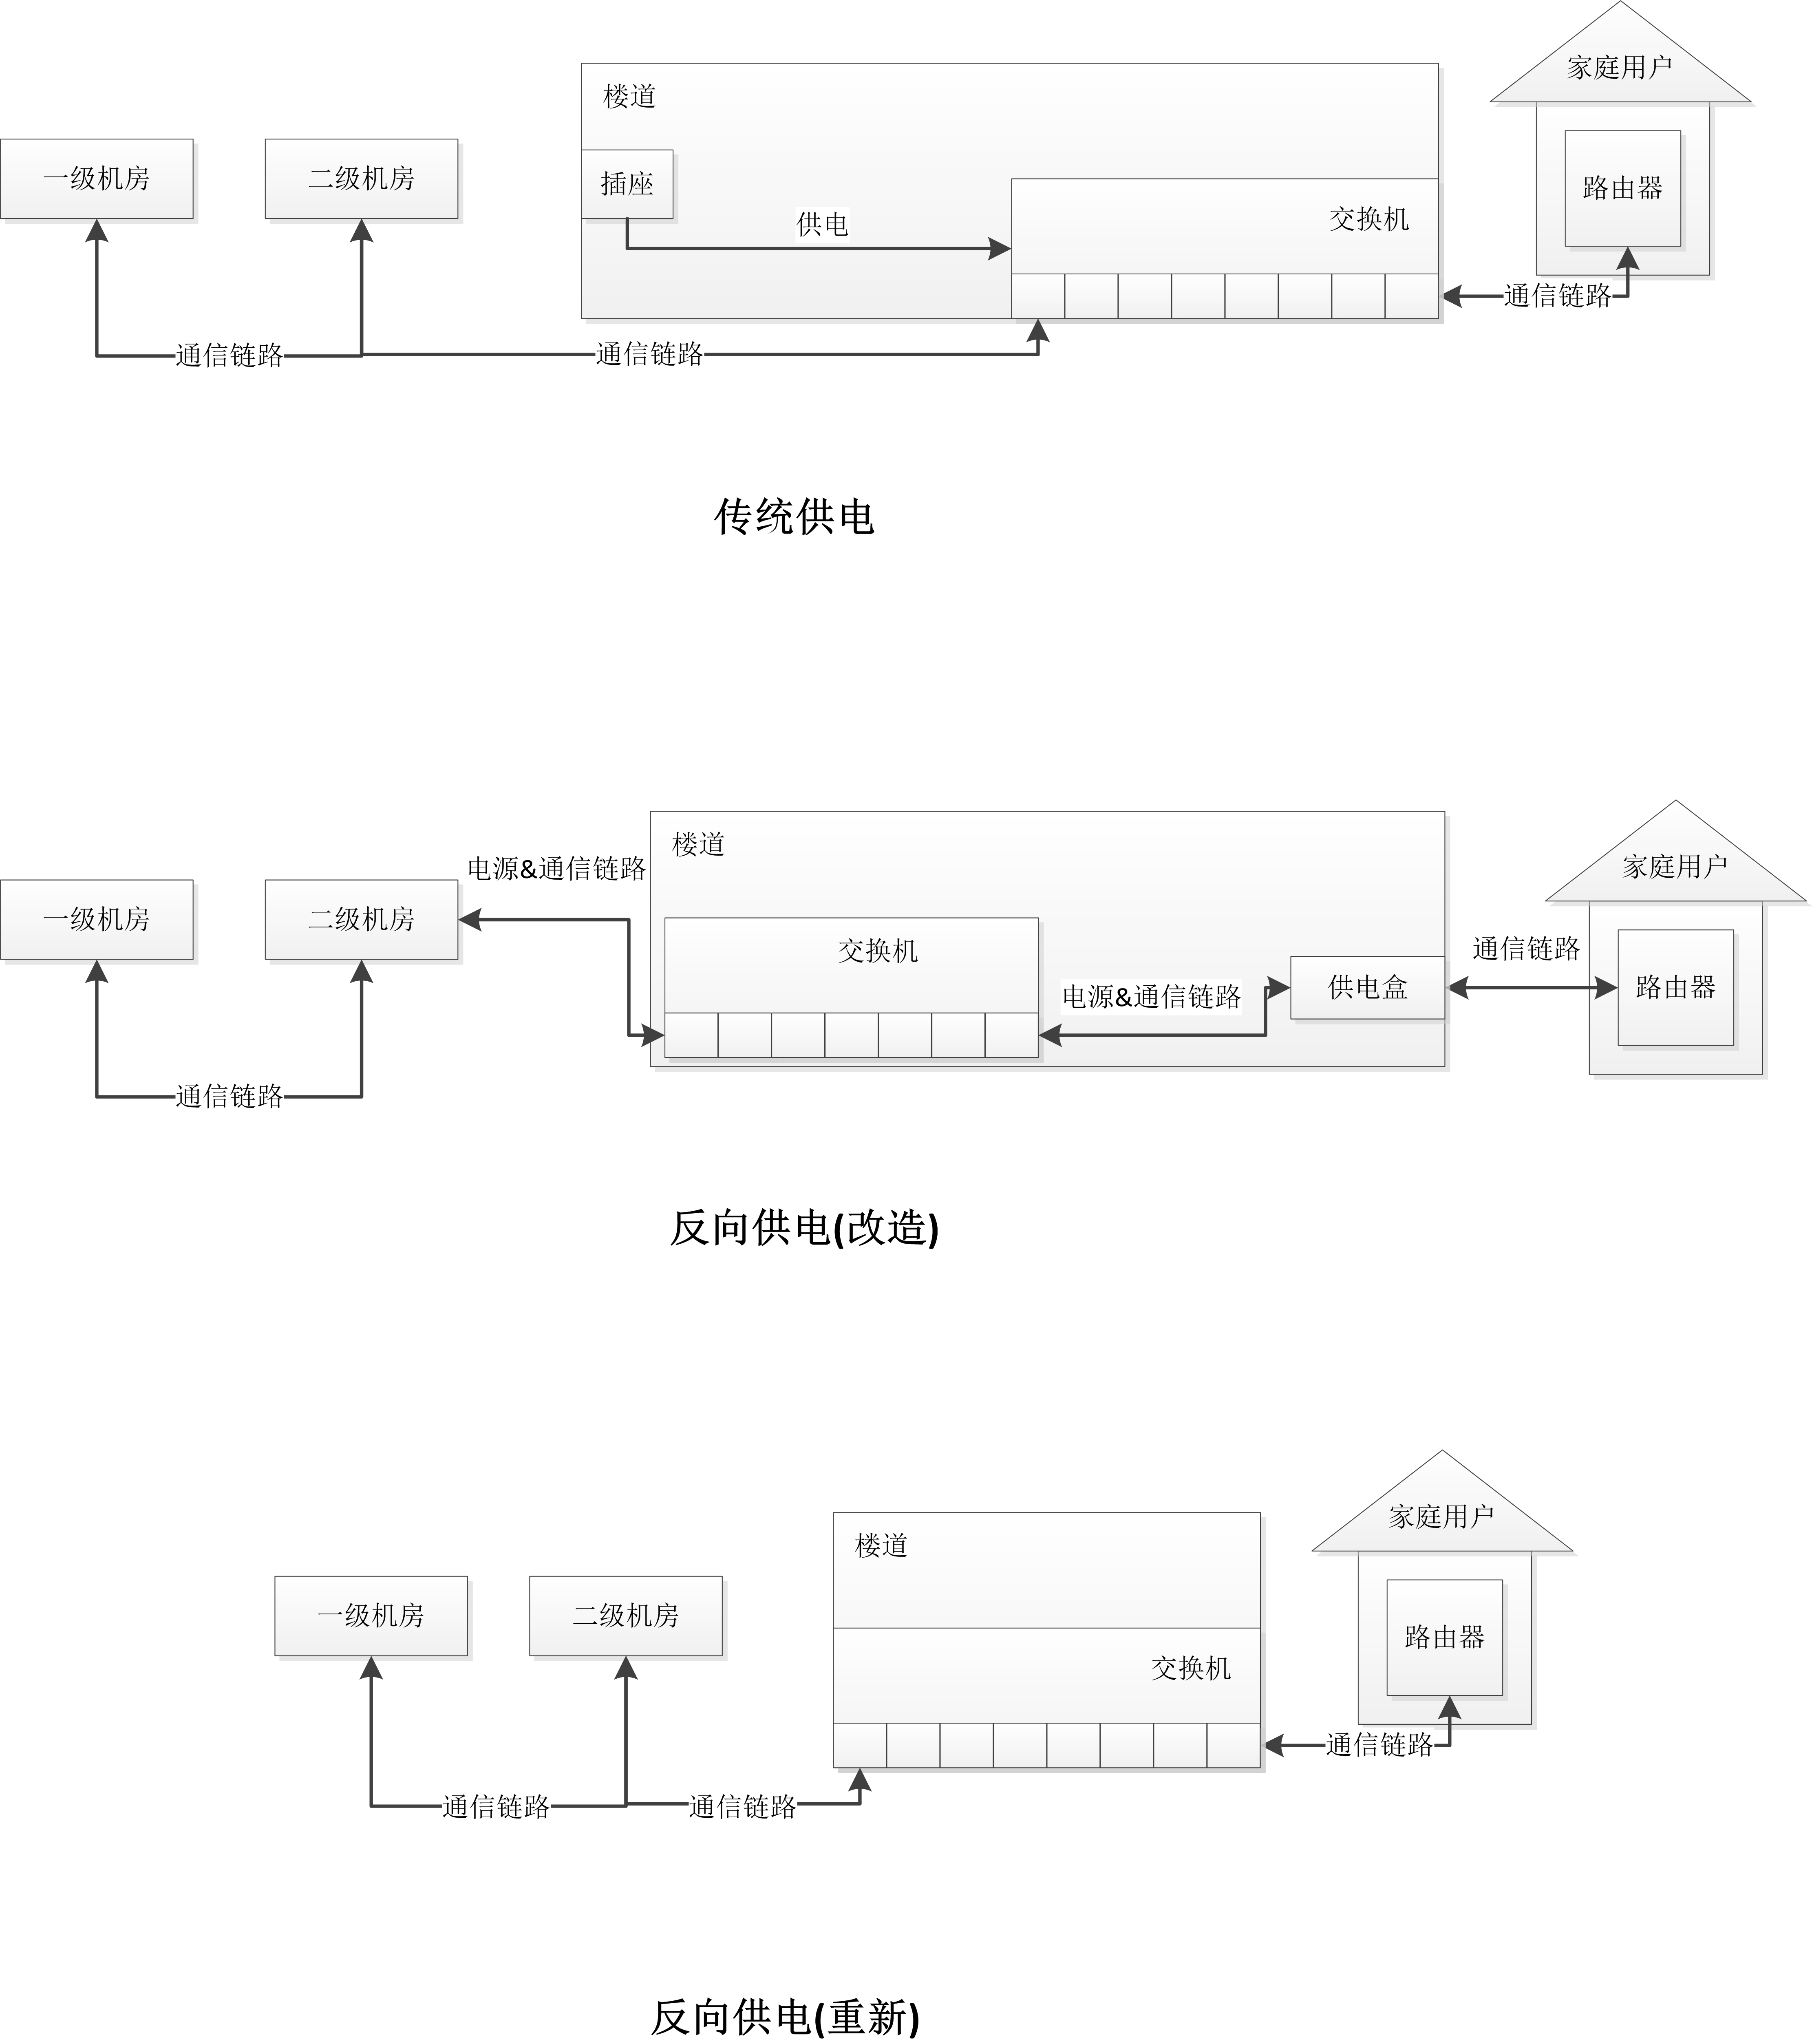 家庭用户
楼道
一级机房
二级机房
插座
路由器
供电
交换机
通信链路
通信链路
通信链路
传统供电
楼道
电源&通信链路
家庭用户
一级机房
二级机房
交换机
通信链路
电源&通信链路
供电盒
路由器
通信链路
反向供电(改造)
家庭用户
楼道
一级机房
二级机房
路由器
交换机
通信链路
通信链路
通信链路
反向供电(重新)